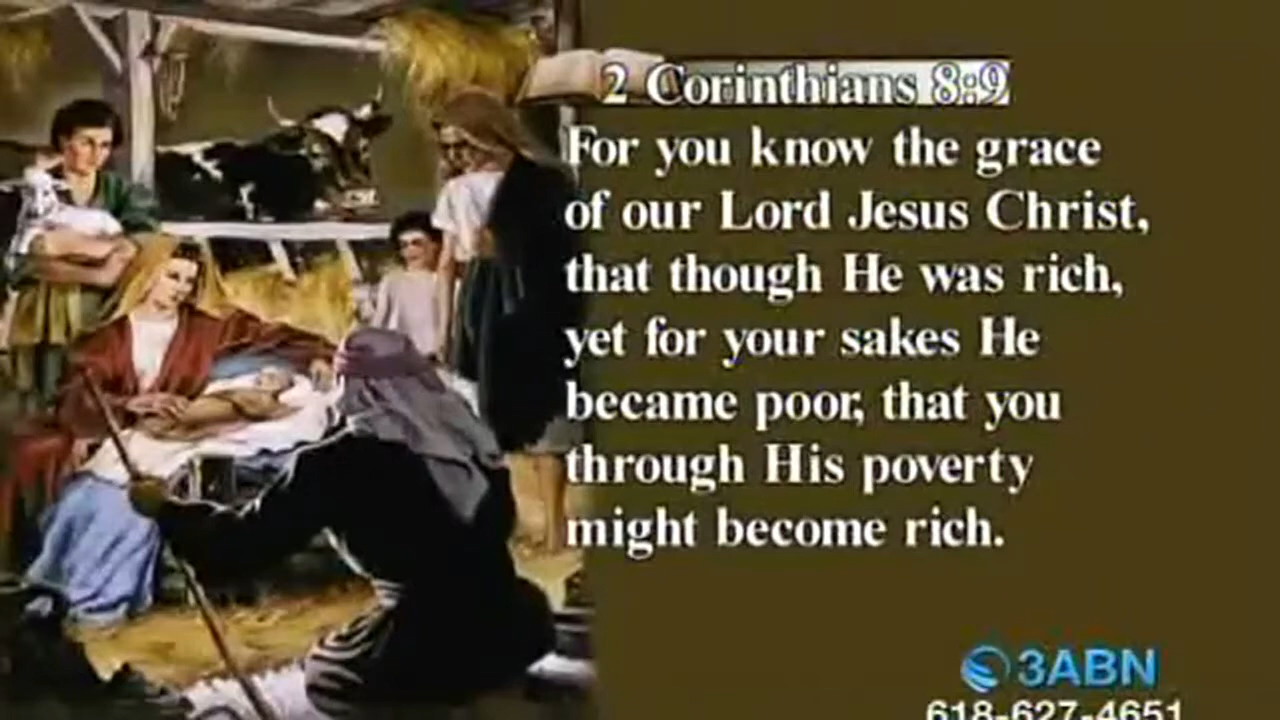 2 Corinthians 8:9
For you know the grace
of our Lord Jesus Christ,
that though He was rich,
yet for your sakes He
became poor, that you
through His poverty
might become rich.
3ABN
618-627-4651